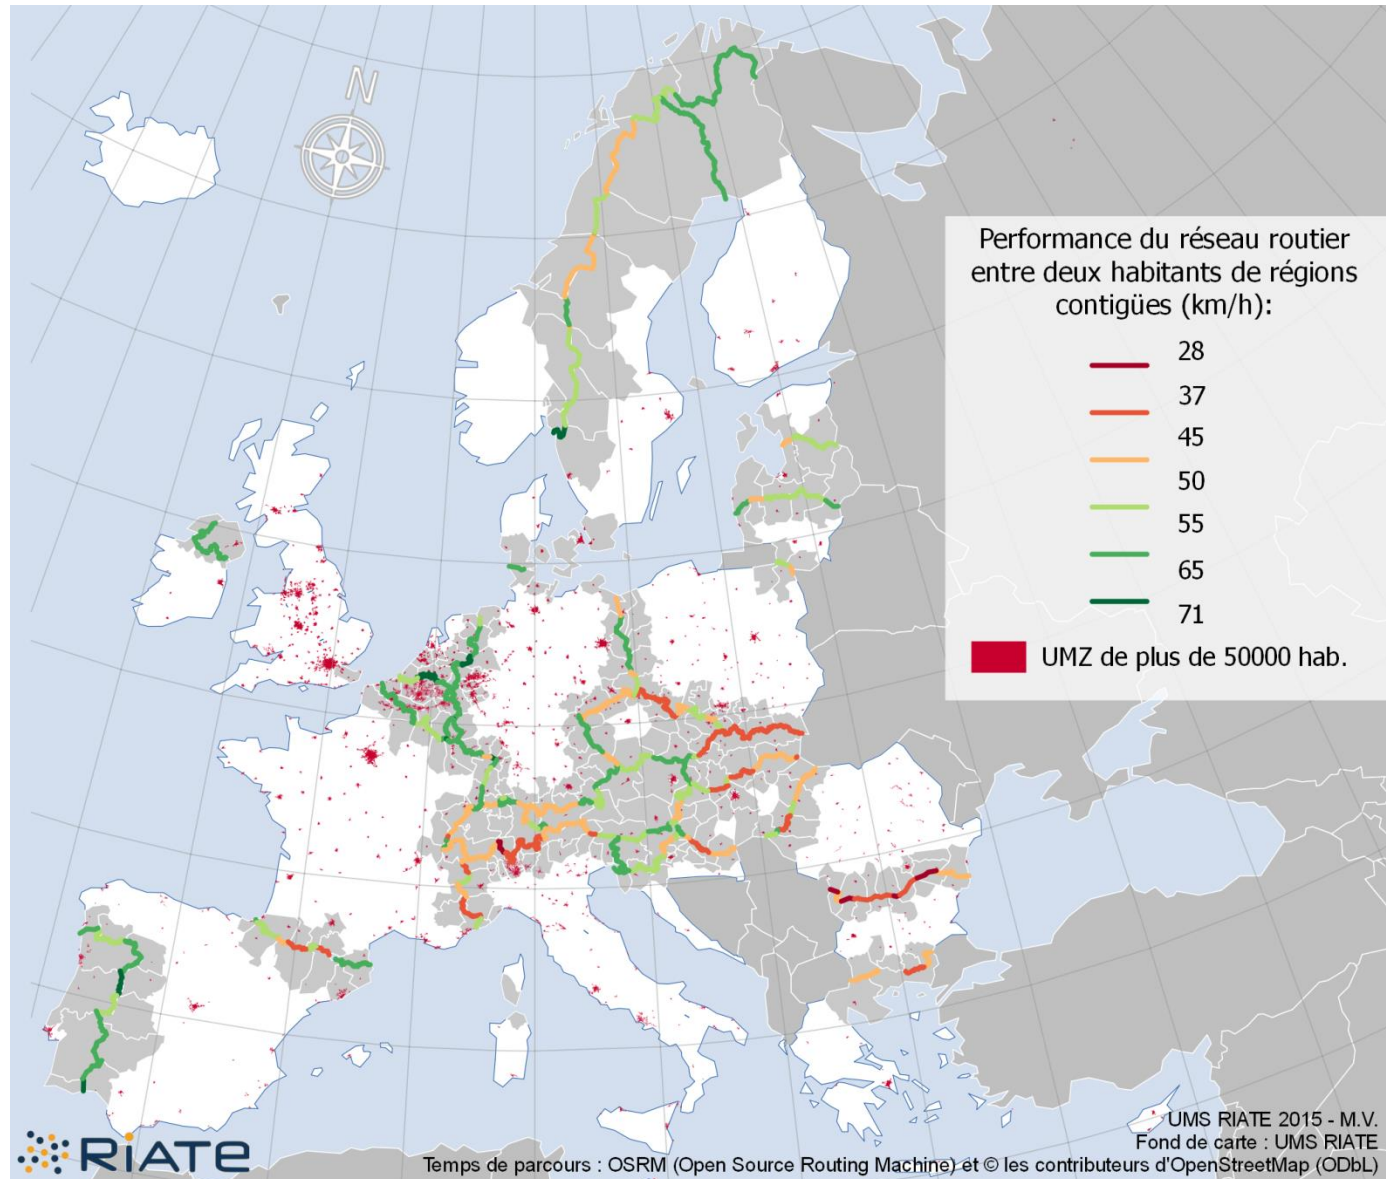 N
Performance du réseau routier
entre deux habitants de régions
contigües (km/h):
28
37
45
50
55
65
71
UMZ de plus de 50000 hab.
RIATE
UMS RIATE 2015 - M.V.
Fond de carte : UMS RIATE
Temps de parcours : OSRM (Open Source Routing Machine) et © les contributeurs d'OpenStreetMap (ODbL)